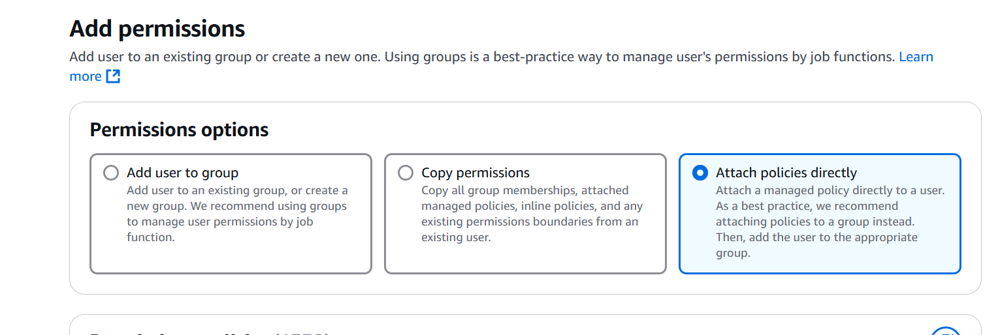 Add permissions
Add user to an existing group or create a new one. Using groups is a best-practice way to manage user's permissions by job functions. Learn
more
Permissions options
Add user to group
Add user to an existing group, or create a
new group. We recommend using groups
to manage user permissions by job
function.
Copy permissions
Copy all group memberships, attached
managed policies, inline policies, and any
existing permissions boundaries from an
existing user.
Attach policies directly
Attach a managed policy directly to a user.
As a best practice, we recommend
attaching policies to a group instead.
Then, add the user to the appropriate
group.